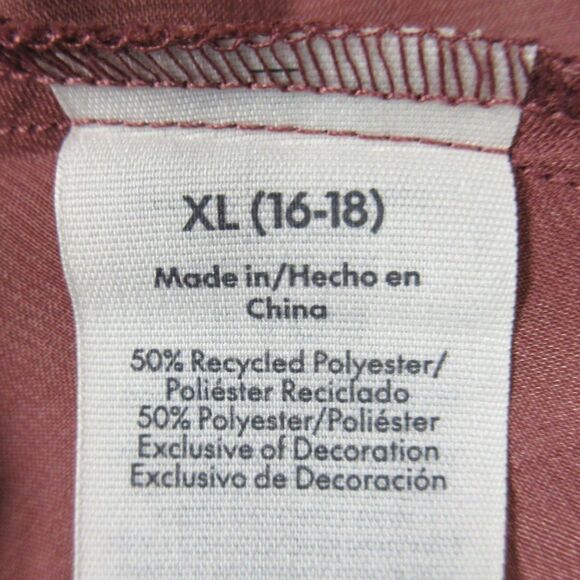 XL (16-18)
Made in/Hecho en
China
50% Recycled Polyester/
Poliéster Reciclado
50% Polyester/Poliéster
Exclusive of Decoration
Exclusivo de Decoración